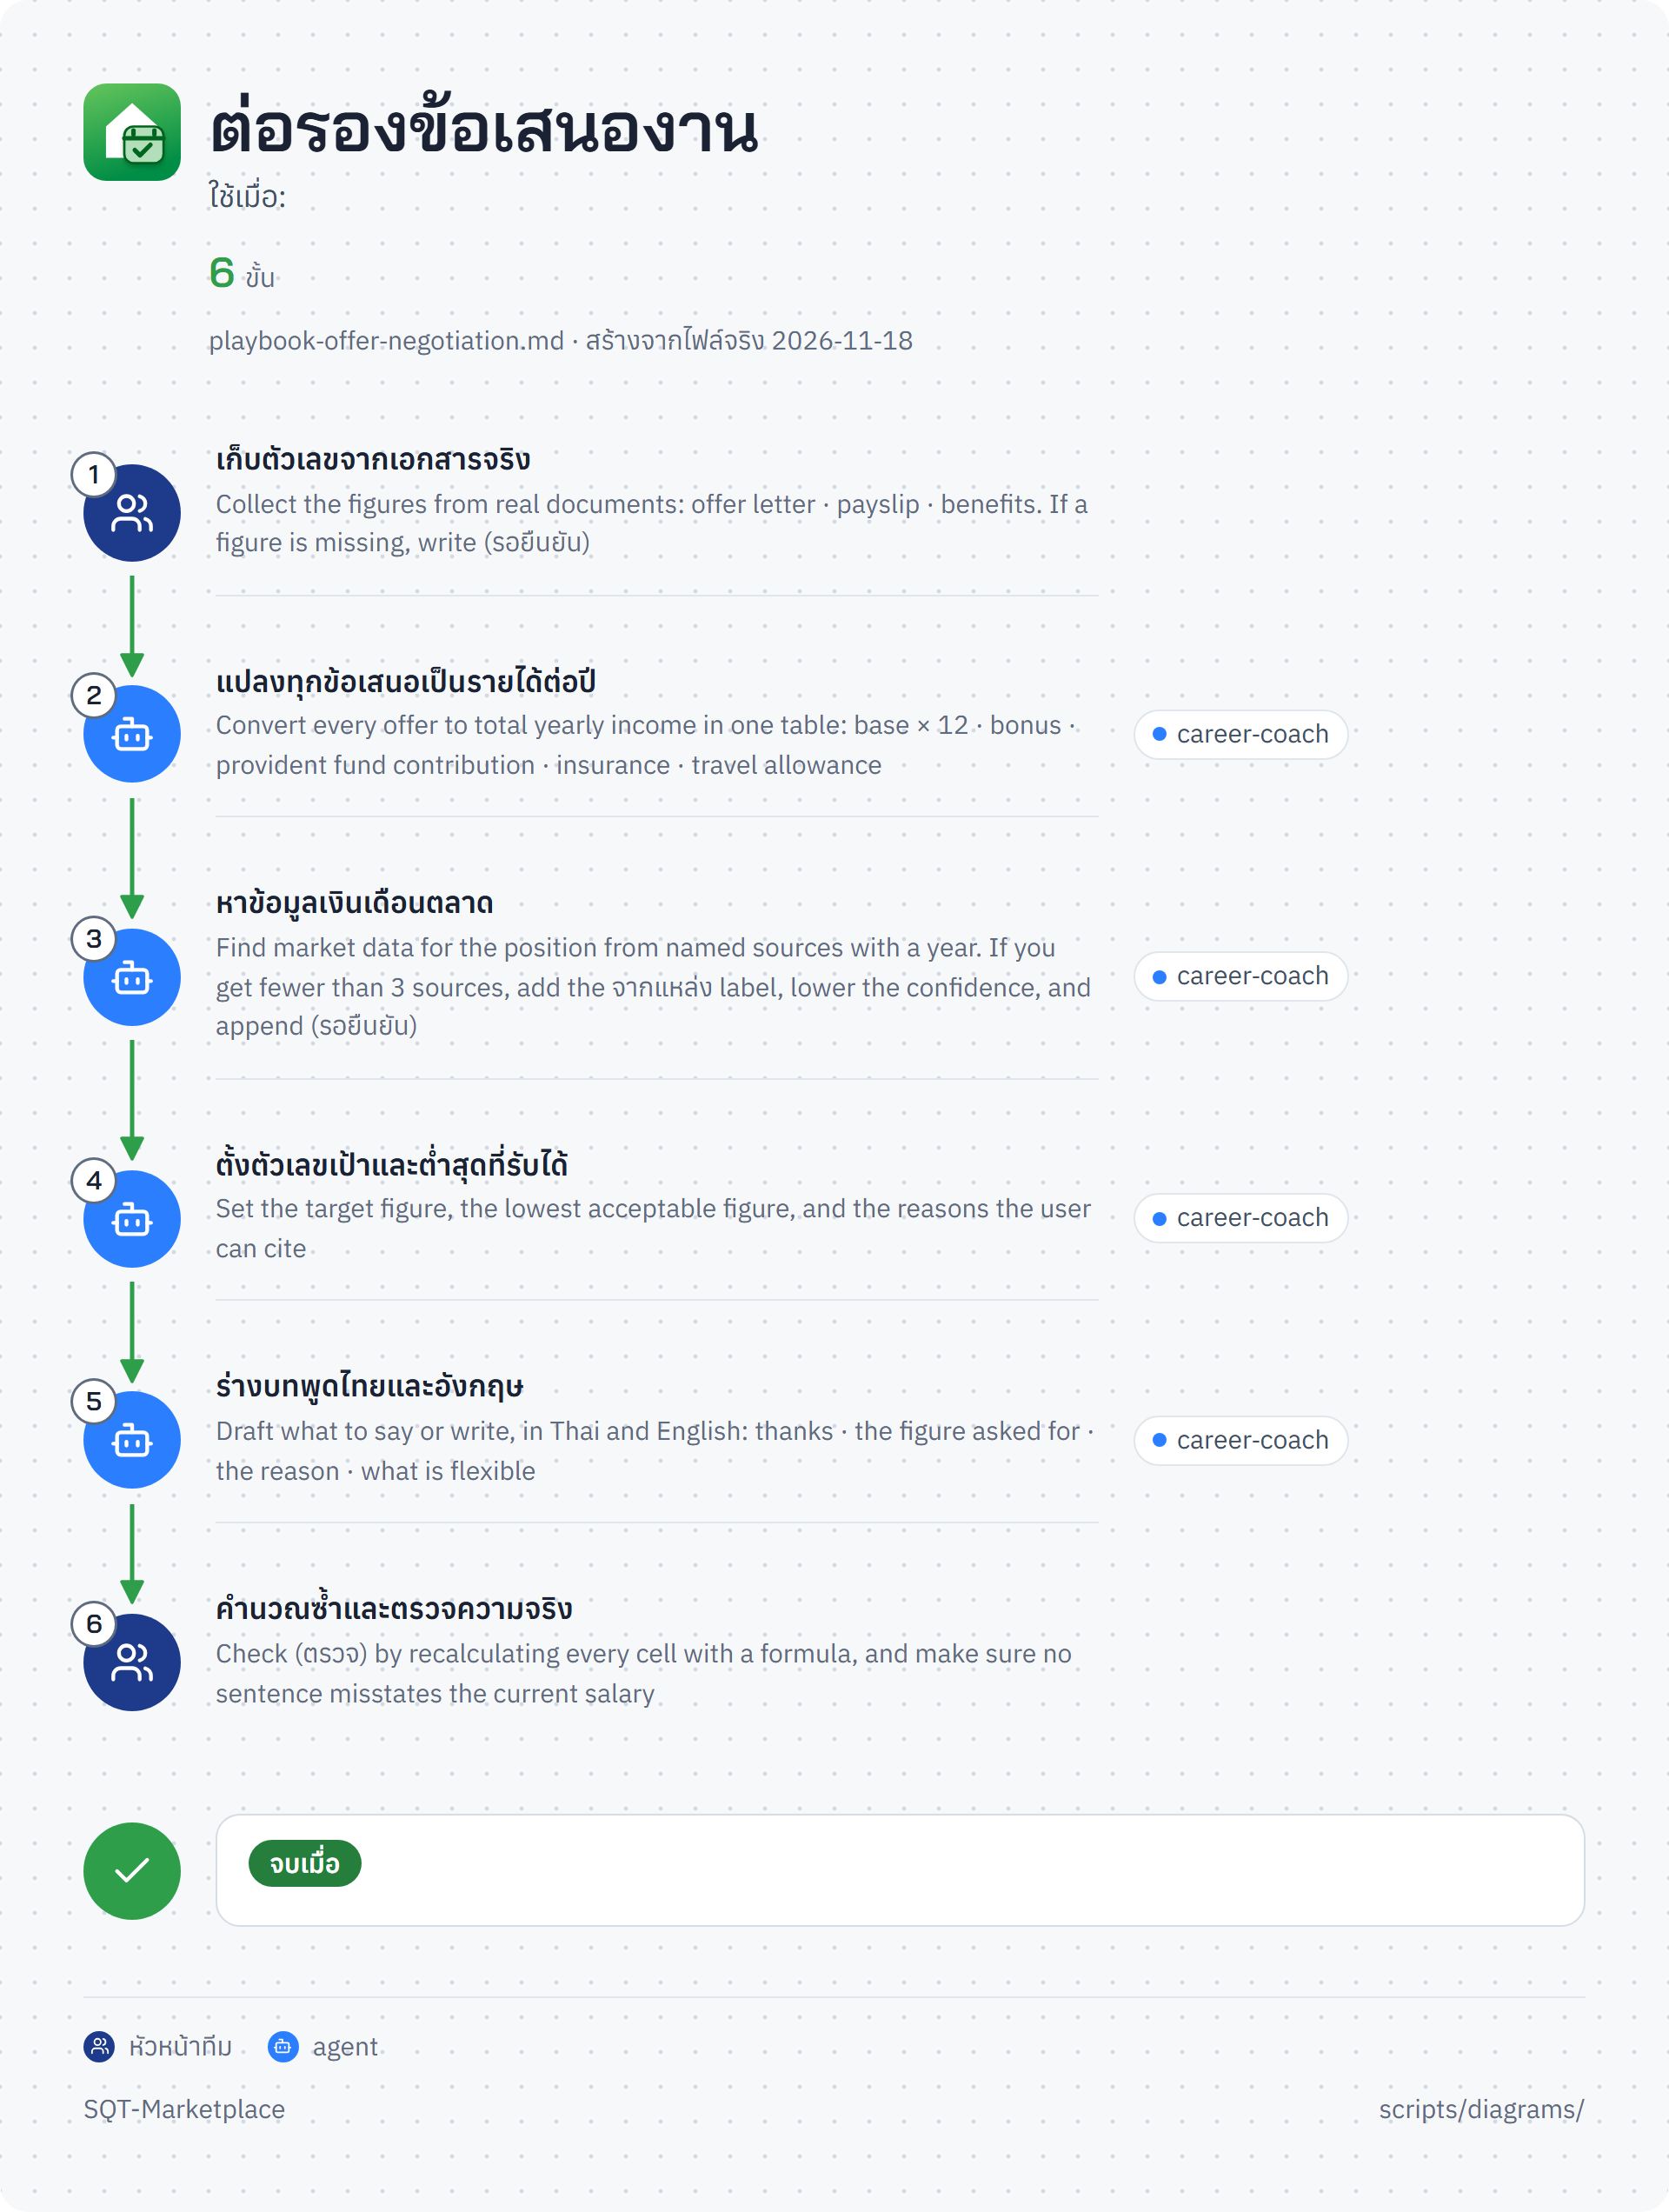 ต่อรองข้อเสนองาน
ใช้เมื่อ:
6 ขั้น
playbook-offer-negotiation.md · สร้างจากไฟล์จริง 2026-11-18
1
เก็บตัวเลขจากเอกสารจริง
Collect the figures from real documents: offer letter · payslip · benefits. If a
figure is missing, write (รอยืนยัน)
2
แปลงทุกข้อเสนอเป็นรายได้ต่อปี
Convert every offer to total yearly income in one table: base × 12 · bonus ·
provident fund contribution · insurance · travel allowance
career-coach
3
หาข้อมูลเงินเดือนตลาด
Find market data for the position from named sources with a year. If you
get fewer than 3 sources, add the จากแหล่ง label, lower the confidence, and
append (รอยืนยัน)
career-coach
4
ตั้งตัวเลขเป้าและต่ำสุดที่รับได้
Set the target figure, the lowest acceptable figure, and the reasons the user
can cite
career-coach
5
ร่างบทพูดไทยและอังกฤษ
Draft what to say or write, in Thai and English: thanks · the figure asked for ·
the reason · what is flexible
career-coach
6
คำนวณซ้ำและตรวจความจริง
Check (ตรวจ) by recalculating every cell with a formula, and make sure no
sentence misstates the current salary
จบเมื่อ
หัวหน้าทีม agent
SQT-Marketplace scripts/diagrams/